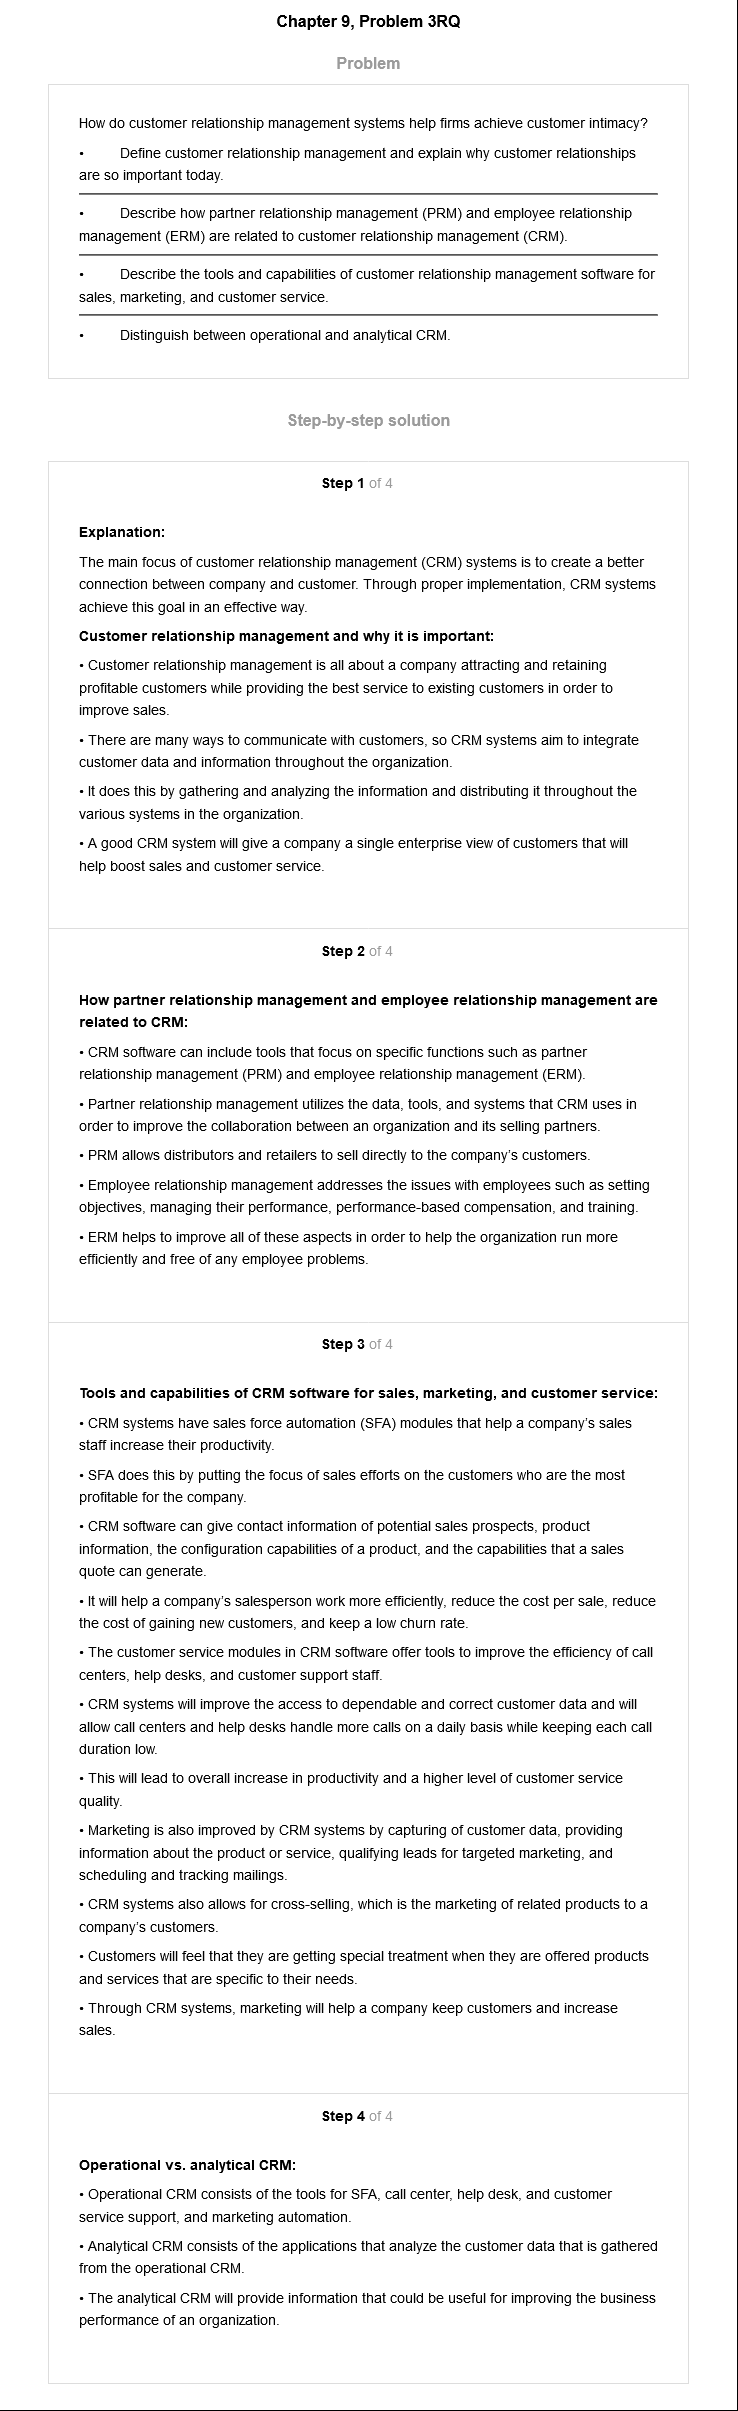 Chapter 9, Problem 3RQ
Problem
How do customer relationship management systems help firms achieve customer intimacy?
• Define customer relationship management and explain why customer relationships
are so important today.
• Describe how partner relationship management (PRM) and employee relationship
management (ERM) are related to customer relationship management (CRM).
• Describe the tools and capabilities of customer relationship management software for
sales, marketing, and customer service.
• Distinguish between operational and analytical CRM.
Step-by-step solution
Step 1 of 4
Explanation:
The main focus of customer relationship management (CRM) systems is to create a better
connection between company and customer. Through proper implementation, CRM systems
achieve this goal in an effective way.
Customer relationship management and why it is important:
• Customer relationship management is all about a company attracting and retaining
profitable customers while providing the best service to existing customers in order to
improve sales.
• There are many ways to communicate with customers, so CRM systems aim to integrate
customer data and information throughout the organization.
• It does this by gathering and analyzing the information and distributing it throughout the
various systems in the organization.
• A good CRM system will give a company a single enterprise view of customers that will
help boost sales and customer service.
Step 2 of 4
How partner relationship management and employee relationship management are
related to CRM:
• CRM software can include tools that focus on specific functions such as partner
relationship management (PRM) and employee relationship management (ERM).
• Partner relationship management utilizes the data, tools, and systems that CRM uses in
order to improve the collaboration between an organization and its selling partners.
• PRM allows distributors and retailers to sell directly to the company's customers.
• Employee relationship management addresses the issues with employees such as setting
objectives, managing their performance, performance-based compensation, and training.
• ERM helps to improve all of these aspects in order to help the organization run more
efficiently and free of any employee problems.
Step 3 of 4
Tools and capabilities of CRM software for sales, marketing, and customer service:
• CRM systems have sales force automation (SFA) modules that help a company's sales
staff increase their productivity.
• SFA does this by putting the focus of sales efforts on the customers who are the most
profitable for the company.
• CRM software can give contact information of potential sales prospects, product
information, the configuration capabilities of a product, and the capabilities that a sales
quote can generate.
• It will help a company's salesperson work more efficiently, reduce the cost per sale, reduce
the cost of gaining new customers, and keep a low churn rate.
• The customer service modules in CRM software offer tools to improve the efficiency of call
centers, help desks, and customer support staff.
• CRM systems will improve the access to dependable and correct customer data and will
allow call centers and help desks handle more calls on a daily basis while keeping each call
duration low.
• This will lead to overall increase in productivity and a higher level of customer service
quality.
• Marketing is also improved by CRM systems by capturing of customer data, providing
information about the product or service, qualifying leads for targeted marketing, and
scheduling and tracking mailings.
• CRM systems also allows for cross-selling, which is the marketing of related products to a
company's customers.
• Customers will feel that they are getting special treatment when they are offered products
and services that are specific to their needs.
• Through CRM systems, marketing will help a company keep customers and increase
sales.
Step 4 of 4
Operational vs. analytical CRM:
• Operational CRM consists of the tools for SFA, call center, help desk, and customer
service support, and marketing automation.
• Analytical CRM consists of the applications that analyze the customer data that is gathered
from the operational CRM.
• The analytical CRM will provide information that could be useful for improving the business
performance of an organization.